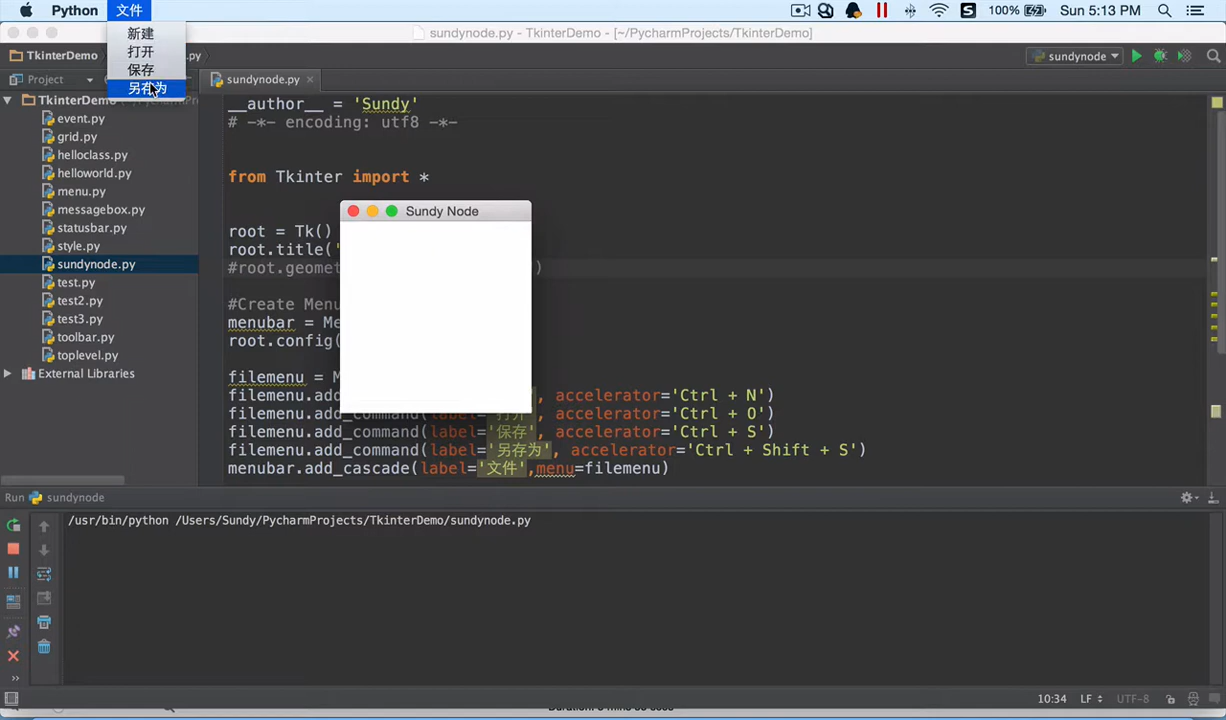 Python 文件 100% Sun 5:13 PM
新建
打开
保存
另存为
sundynode.py - TkinterDemo - [~/PycharmProjects/TkinterDemo]
TkinterDemo .py sundynode
Project sundynode.py
TkinterDemo
event.py
grid.py
helloclass.py
helloworld.py
menu.py
messagebox.py
statusbar.py
style.py
sundynode.py
test.py
test2.py
test3.py
toolbar.py
toplevel.py
External Libraries
__author__ = 'Sundy'
# -*- encoding: utf8 -*-
from Tkinter import *
Sundy Node
root = Tk()
root.title('
#root.geomet )
#Create Menu
menubar = Me
root.config(
filemenu = M
filemenu.add , accelerator='Ctrl + N')
filemenu.add_command(label='打开', accelerator='Ctrl + O')
filemenu.add_command(label='保存', accelerator='Ctrl + S')
filemenu.add_command(label='另存为', accelerator='Ctrl + Shift + S')
menubar.add_cascade(label='文件',menu=filemenu)
Run sundynode
/usr/bin/python /Users/Sundy/PycharmProjects/TkinterDemo/sundynode.py
10:34 LF UTF-8